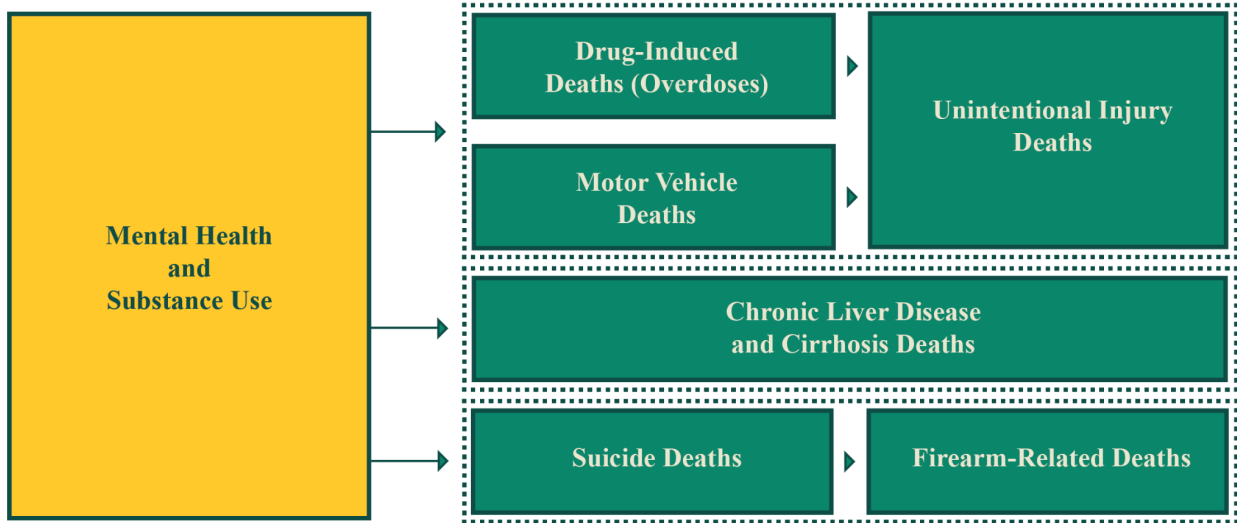 Mental Health
and
Substance Use
Drug-Induced
Deaths (Overdoses)
Motor Vehicle
Deaths
Unintentional Injury
Deaths
Chronic Liver Disease
and Cirrhosis Deaths
Suicide Deaths
Firearm-Related Deaths